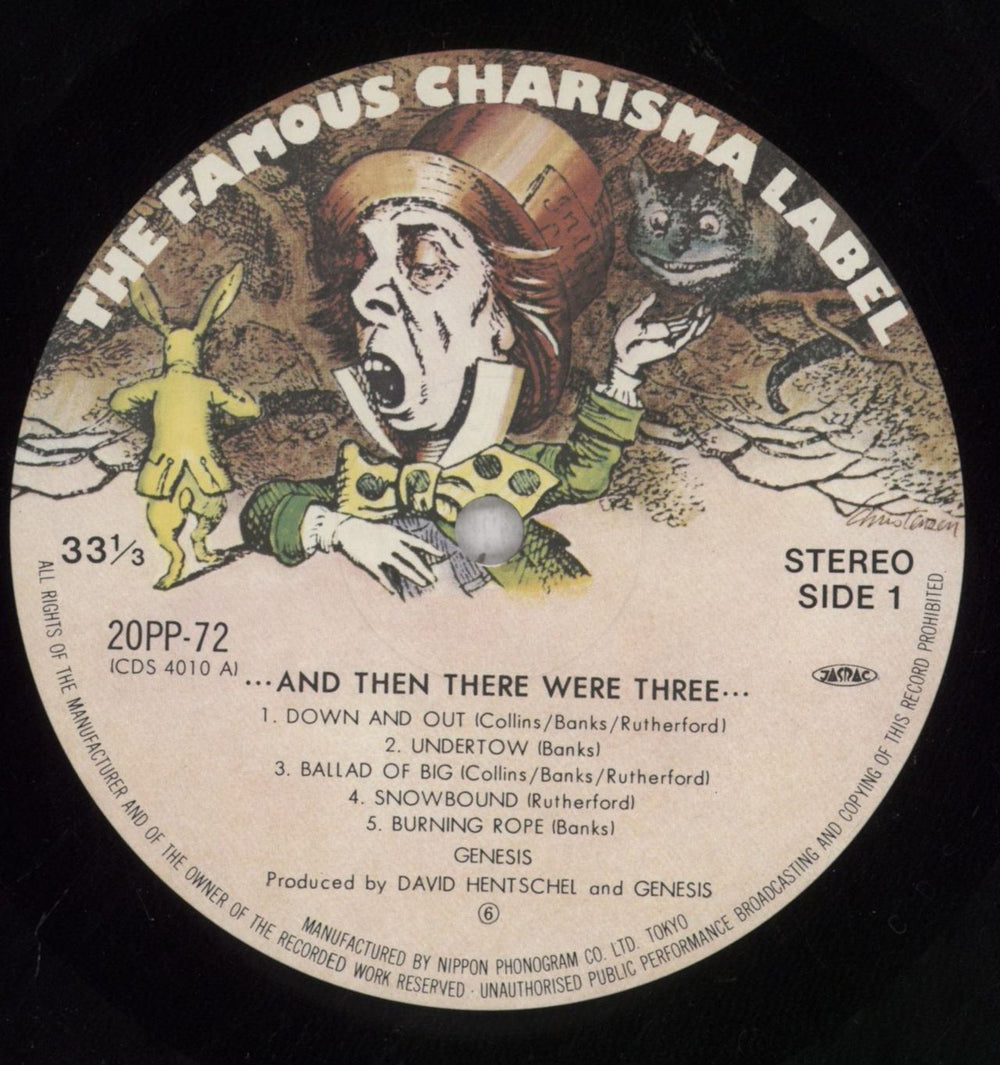 THE FAMOUS CHARISMA LABEL
Christensen
33⅓
STEREO
SIDE 1
20PP-72
(CDS 4010 A)
JASRAC
...AND THEN THERE WERE THREE...
1. DOWN AND OUT (Collins/Banks/Rutherford)
2. UNDERTOW (Banks)
3. BALLAD OF BIG (Collins/Banks/Rutherford)
4. SNOWBOUND (Rutherford)
5. BURNING ROPE (Banks)
GENESIS
Produced by DAVID HENTSCHEL and GENESIS
⑥
MANUFACTURED BY NIPPON PHONOGRAM CO. LTD. TOKYO
ALL RIGHTS OF THE MANUFACTURER AND OF THE OWNER OF THE RECORDED WORK RESERVED · UNAUTHORISED PUBLIC PERFORMANCE BROADCASTING AND COPYING OF THIS RECORD PROHIBITED.